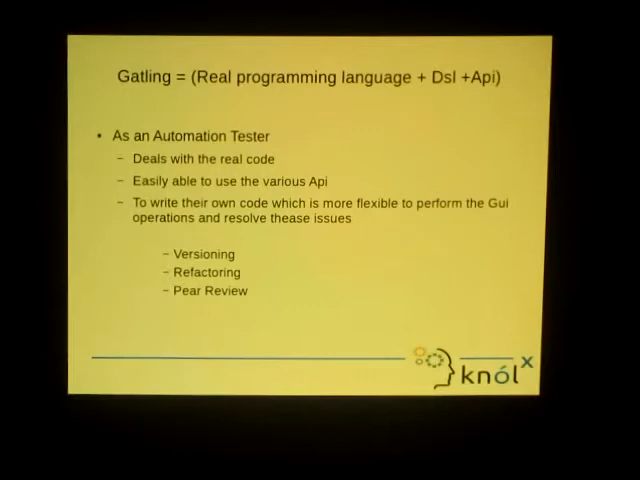 Gatling = (Real programming language + Dsl +Api)
• As an Automation Tester
– Deals with the real code
– Easily able to use the various Api
– To write their own code which is more flexible to perform the Gui
operations and resolve thease issues
– Versioning
– Refactoring
– Pear Review
knólx